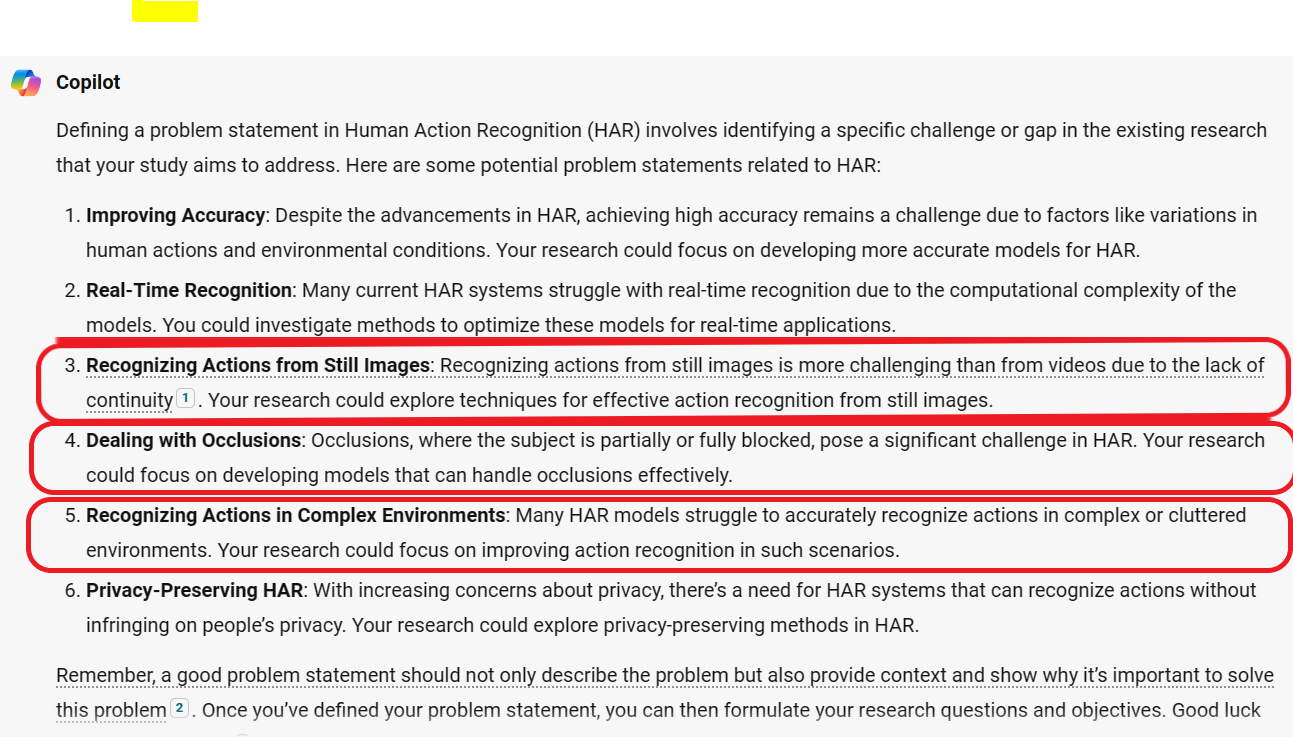 Copilot
Defining a problem statement in Human Action Recognition (HAR) involves identifying a specific challenge or gap in the existing research
that your study aims to address. Here are some potential problem statements related to HAR:
1. Improving Accuracy: Despite the advancements in HAR, achieving high accuracy remains a challenge due to factors like variations in
human actions and environmental conditions. Your research could focus on developing more accurate models for HAR.
2. Real-Time Recognition: Many current HAR systems struggle with real-time recognition due to the computational complexity of the
models. You could investigate methods to optimize these models for real-time applications.
3. Recognizing Actions from Still Images: Recognizing actions from still images is more challenging than from videos due to the lack of
continuity 1 . Your research could explore techniques for effective action recognition from still images.
4. Dealing with Occlusions: Occlusions, where the subject is partially or fully blocked, pose a significant challenge in HAR. Your research
could focus on developing models that can handle occlusions effectively.
5. Recognizing Actions in Complex Environments: Many HAR models struggle to accurately recognize actions in complex or cluttered
environments. Your research could focus on improving action recognition in such scenarios.
6. Privacy-Preserving HAR: With increasing concerns about privacy, there’s a need for HAR systems that can recognize actions without
infringing on people’s privacy. Your research could explore privacy-preserving methods in HAR.
Remember, a good problem statement should not only describe the problem but also provide context and show why it’s important to solve
this problem 2 . Once you’ve defined your problem statement, you can then formulate your research questions and objectives. Good luck